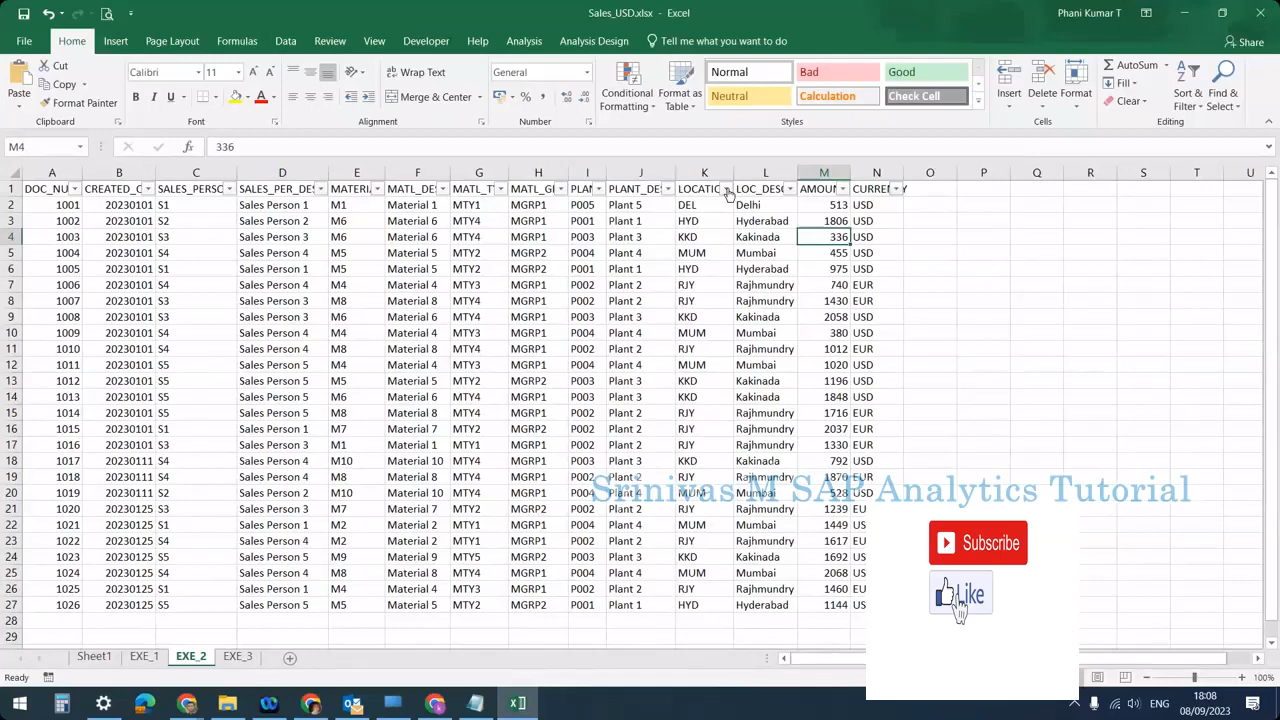 Sales_USD.xlsx - Excel
Phani Kumar T
File Home Insert Page Layout Formulas Data Review View Developer Help Analysis Analysis Design Tell me what you want to do Share
Paste Cut Copy Format Painter Calibri 11 Wrap Text Merge & Center General Conditional Formatting Format as Table Normal Bad Good Neutral Calculation Check Cell Insert Delete Format AutoSum Fill Clear Sort & Filter Find & Select
Clipboard Font Alignment Number Styles Cells Editing
M4 336
A B C D E F G H I J K L M N O P Q R S T U
1 DOC_NU CREATED_C SALES_PERSC SALES_PER_DE MATERIA MATL_DE MATL_T MATL_G PLAN PLANT_DE LOCATIO LOC_DESC AMOUN CURRE Y
2 1001 20230101 S1 Sales Person 1 M1 Material 1 MTY1 MGRP1 P005 Plant 5 DEL Delhi 513 USD
3 1002 20230101 S2 Sales Person 2 M6 Material 6 MTY4 MGRP1 P001 Plant 1 HYD Hyderabad 1806 USD
4 1003 20230101 S3 Sales Person 3 M6 Material 6 MTY4 MGRP1 P003 Plant 3 KKD Kakinada 336 USD
5 1004 20230101 S4 Sales Person 4 M5 Material 5 MTY2 MGRP2 P004 Plant 4 MUM Mumbai 455 USD
6 1005 20230101 S1 Sales Person 1 M5 Material 5 MTY2 MGRP2 P001 Plant 1 HYD Hyderabad 975 USD
7 1006 20230101 S4 Sales Person 4 M4 Material 4 MTY3 MGRP1 P002 Plant 2 RJY Rajhmundry 740 EUR
8 1007 20230101 S3 Sales Person 3 M8 Material 8 MTY4 MGRP1 P002 Plant 2 RJY Rajhmundry 1430 EUR
9 1008 20230101 S3 Sales Person 3 M6 Material 6 MTY4 MGRP1 P003 Plant 3 KKD Kakinada 2058 USD
10 1009 20230101 S4 Sales Person 4 M4 Material 4 MTY3 MGRP1 P004 Plant 4 MUM Mumbai 380 USD
11 1010 20230101 S4 Sales Person 4 M8 Material 8 MTY4 MGRP1 P002 Plant 2 RJY Rajhmundry 1012 EUR
12 1011 20230101 S5 Sales Person 5 M4 Material 4 MTY3 MGRP1 P004 Plant 4 MUM Mumbai 1020 USD
13 1012 20230101 S5 Sales Person 5 M5 Material 5 MTY2 MGRP2 P003 Plant 3 KKD Kakinada 1196 USD
14 1013 20230101 S5 Sales Person 5 M6 Material 6 MTY4 MGRP1 P003 Plant 3 KKD Kakinada 1848 USD
15 1014 20230101 S5 Sales Person 5 M8 Material 8 MTY4 MGRP1 P002 Plant 2 RJY Rajhmundry 1716 EUR
16 1015 20230101 S1 Sales Person 1 M7 Material 7 MTY2 MGRP1 P002 Plant 2 RJY Rajhmundry 2037 EUR
17 1016 20230101 S3 Sales Person 3 M1 Material 1 MTY1 MGRP1 P002 Plant 2 RJY Rajhmundry 1330 EUR
18 1017 20230111 S4 Sales Person 4 M10 Material 10 MTY4 MGRP1 P003 Plant 3 KKD Kakinada 792 USD
19 1018 20230111 S4 Sales Person 4 M8 Material 8 MTY4 MGRP1 P002 Plant 2 RJY Rajhmundry 1870 EUR
Srinivas M SAP Analytics Tutorial
20 1019 20230111 S2 Sales Person 2 M10 Material 10 MTY4 MGRP1 P004 Plant 4 MUM Mumbai 528 USD
21 1020 20230125 S3 Sales Person 3 M7 Material 7 MTY2 MGRP1 P002 Plant 2 RJY Rajhmundry 1239
22 1021 20230125 S1 Sales Person 1 M2 Material 2 MTY1 MGRP1 P004 Plant 4 MUM Mumbai 1449
23 1022 20230125 S4 Sales Person 4 M2 Material 2 MTY1 MGRP1 P002 Plant 2 RJY Rajhmundry 1617
24 1023 20230125 S5 Sales Person 5 M9 Material 9 MTY5 MGRP2 P003 Plant 3 KKD Kakinada 1692
25 1024 20230125 S4 Sales Person 4 M8 Material 8 MTY4 MGRP1 P004 Plant 4 MUM Mumbai 2068
26 1025 20230125 S1 Sales Person 1 M4 Material 4 MTY3 MGRP1 P002 Plant 2 RJY Rajhmundry 1460
27 1026 20230125 S5 Sales Person 5 M5 Material 5 MTY2 MGRP2 P001 Plant 1 HYD Hyderabad 1144
28
29
Subscribe
Like
Sheet1 EXE_1 EXE_2 EXE_3
Ready 100%
18:08
08/09/2023